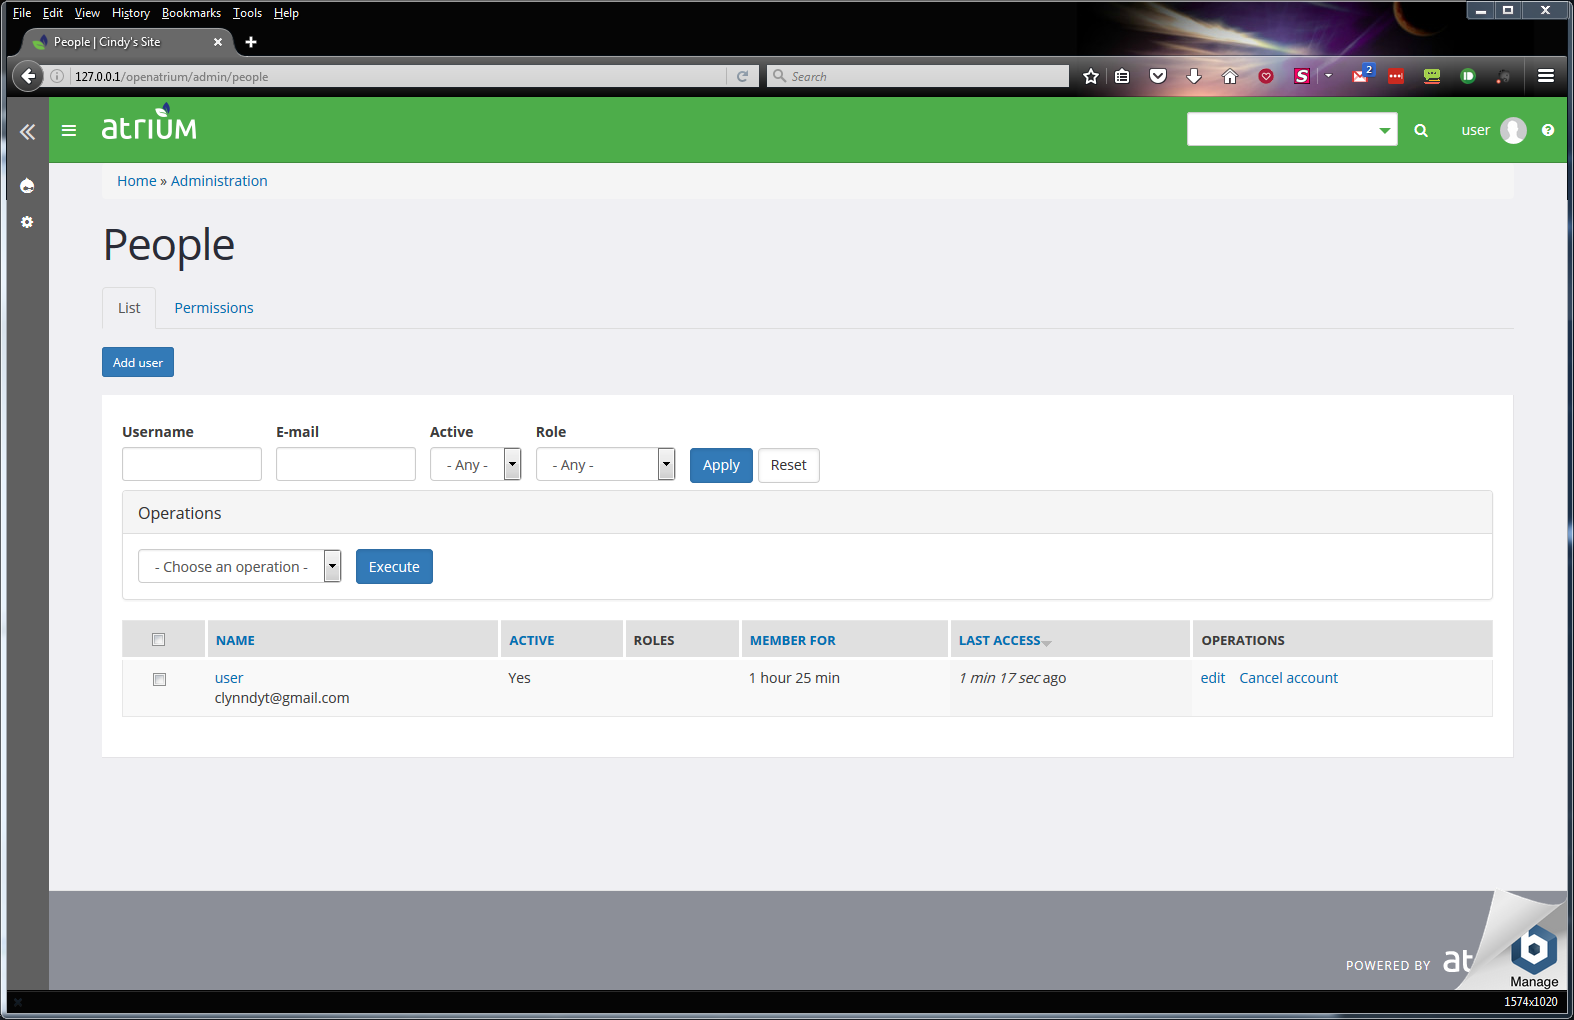 File Edit View History Bookmarks Tools Help
People | Cindy's Site
127.0.0.1/openatrium/admin/people
Search
2
S
atrium
user
Home » Administration
People
List Permissions
Add user
Username E-mail Active Role
- Any - - Any - Apply Reset
Operations
- Choose an operation - Execute
NAME ACTIVE ROLES MEMBER FOR LAST ACCESS OPERATIONS
user Yes 1 hour 25 min 1 min 17 sec ago edit Cancel account
clynndyt@gmail.com
POWERED BY at
b
Manage
1574x1020